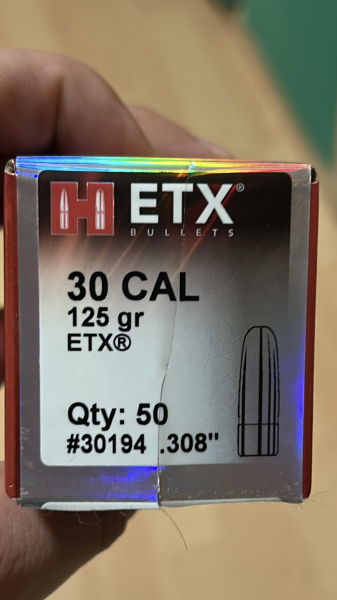 H ETX®
BULLETS
30 CAL
125 gr
ETX®
Qty: 50
#30194 .308"